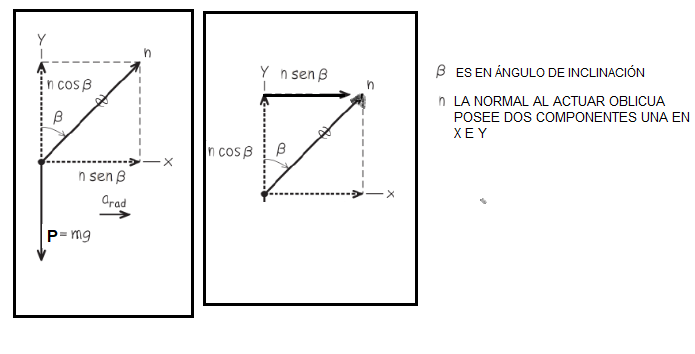 Y
n
n cos β
β
X
n sen β
arad
P = mg
Y n sen β
n
n cos β
β
X
β ES EN ÁNGULO DE INCLINACIÓN
n LA NORMAL AL ACTUAR OBLICUA
POSEE DOS COMPONENTES UNA EN
X E Y